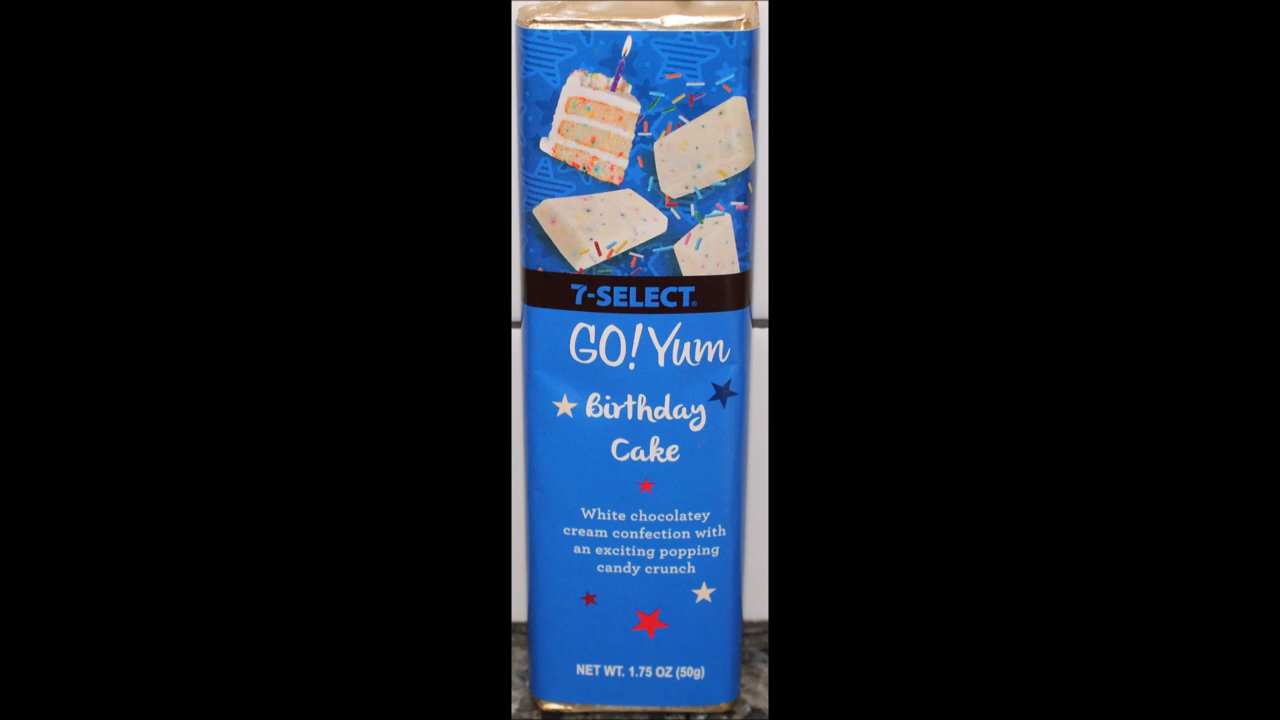 7-SELECT®
GO! Yum
Birthday
Cake
White chocolatey
cream confection with
an exciting popping
candy crunch
NET WT. 1.75 OZ (50g)